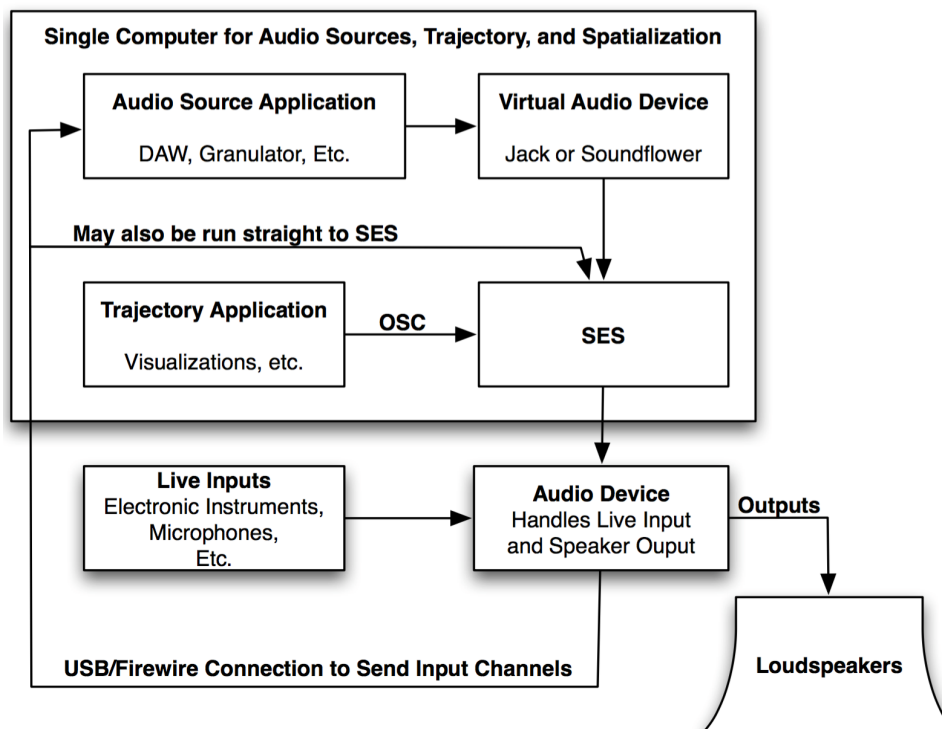 Single Computer for Audio Sources, Trajectory, and Spatialization
Audio Source Application
DAW, Granulator, Etc.
Virtual Audio Device
Jack or Soundflower
May also be run straight to SES
Trajectory Application
Visualizations, etc.
OSC
SES
Live Inputs
Electronic Instruments,
Microphones,
Etc.
Audio Device
Handles Live Input
and Speaker Ouput
Outputs
USB/Firewire Connection to Send Input Channels
Loudspeakers